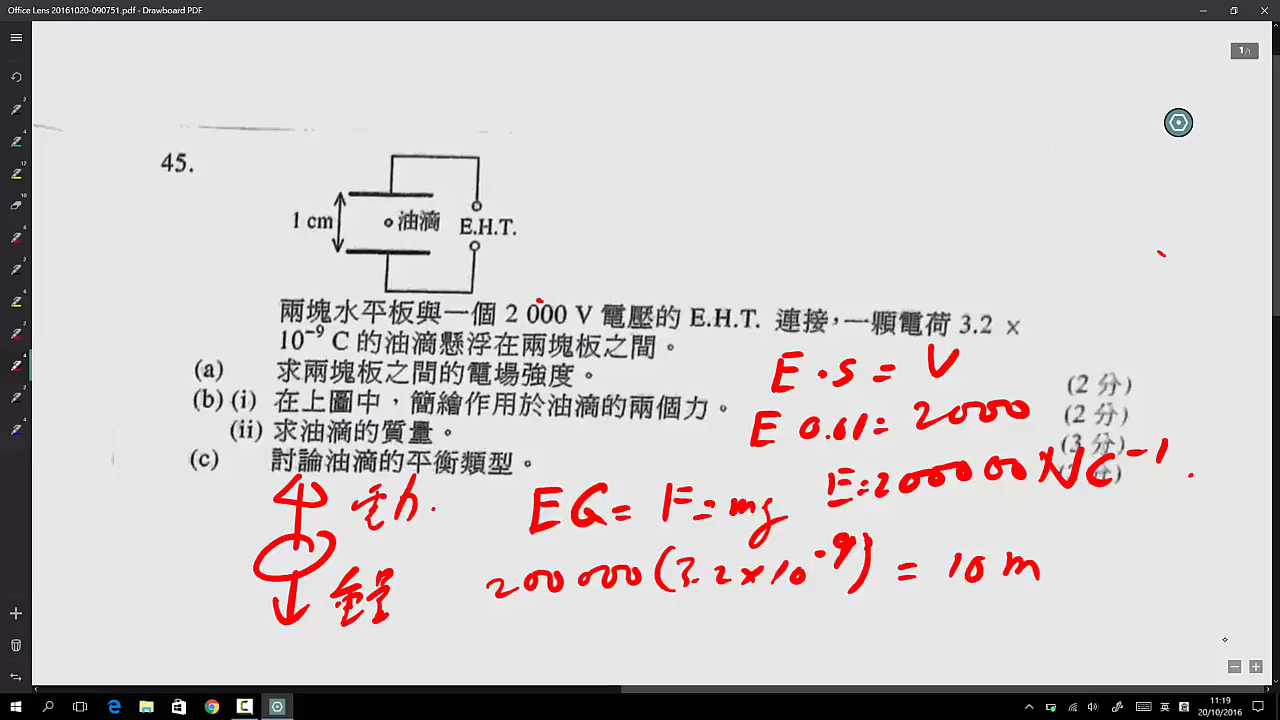 Office Lens 20161020-090751.pdf - Drawboard PDF
1/1
45.
1 cm
油滴
E.H.T.
兩塊水平板與一個 2 000 V 電壓的 E.H.T. 連接,一顆電荷 3.2 ×
10⁻⁹ C 的油滴懸浮在兩塊板之間。
(a) 求兩塊板之間的電場強度。 (2 分)
(b) (i) 在上圖中,簡繪作用於油滴的兩個力。 (2 分)
(ii) 求油滴的質量。 (3 分)
(c) 討論油滴的平衡類型。
E·S = V
E 0.01 = 2000
E = 200000 NC⁻¹
電力
重量
EQ = F = mg
200000 (3.2×10⁻⁹) = 10 m
11:19
英
20/10/2016